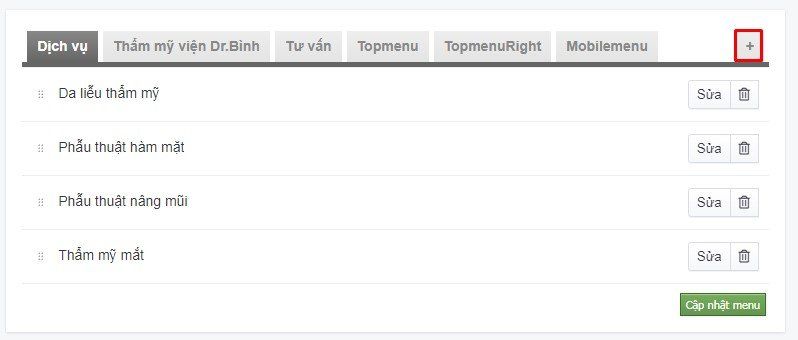 Dịch vụ Thẩm mỹ viện Dr.Bình Tư vấn Topmenu TopmenuRight Mobilemenu +
Da liễu thẩm mỹ Sửa
Phẫu thuật hàm mặt Sửa
Phẫu thuật nâng mũi Sửa
Thẩm mỹ mắt Sửa
Cập nhật menu